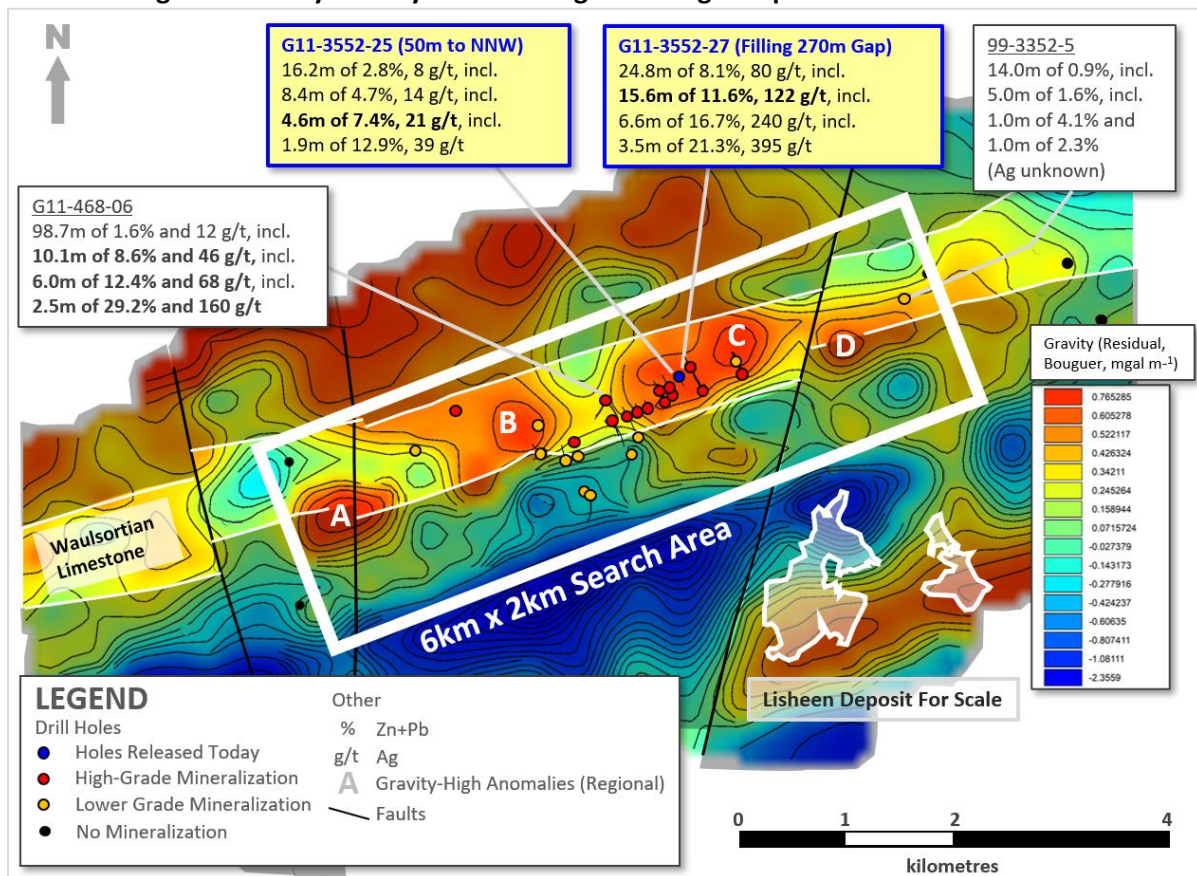 N
G11-3552-25 (50m to NNW)
16.2m of 2.8%, 8 g/t, incl.
8.4m of 4.7%, 14 g/t, incl.
4.6m of 7.4%, 21 g/t, incl.
1.9m of 12.9%, 39 g/t
G11-3552-27 (Filling 270m Gap)
24.8m of 8.1%, 80 g/t, incl.
15.6m of 11.6%, 122 g/t, incl.
6.6m of 16.7%, 240 g/t, incl.
3.5m of 21.3%, 395 g/t
99-3352-5
14.0m of 0.9%, incl.
5.0m of 1.6%, incl.
1.0m of 4.1% and
1.0m of 2.3%
(Ag unknown)
G11-468-06
98.7m of 1.6% and 12 g/t, incl.
10.1m of 8.6% and 46 g/t, incl.
6.0m of 12.4% and 68 g/t, incl.
2.5m of 29.2% and 160 g/t
A
B
C
D
Waulsortian
Limestone
6km x 2km Search Area
Lisheen Deposit For Scale
Gravity (Residual,
Bouguer, mgal m-1)
0.765285
0.605278
0.522117
0.426324
0.34211
0.245264
0.158944
0.0715724
-0.027379
-0.143173
-0.277916
-0.424237
-0.60635
-0.807411
-1.08111
-2.3559
LEGEND
Drill Holes
Holes Released Today
High-Grade Mineralization
Lower Grade Mineralization
No Mineralization
Other
% Zn+Pb
g/t Ag
A Gravity-High Anomalies (Regional)
Faults
0 1 2 4
kilometres